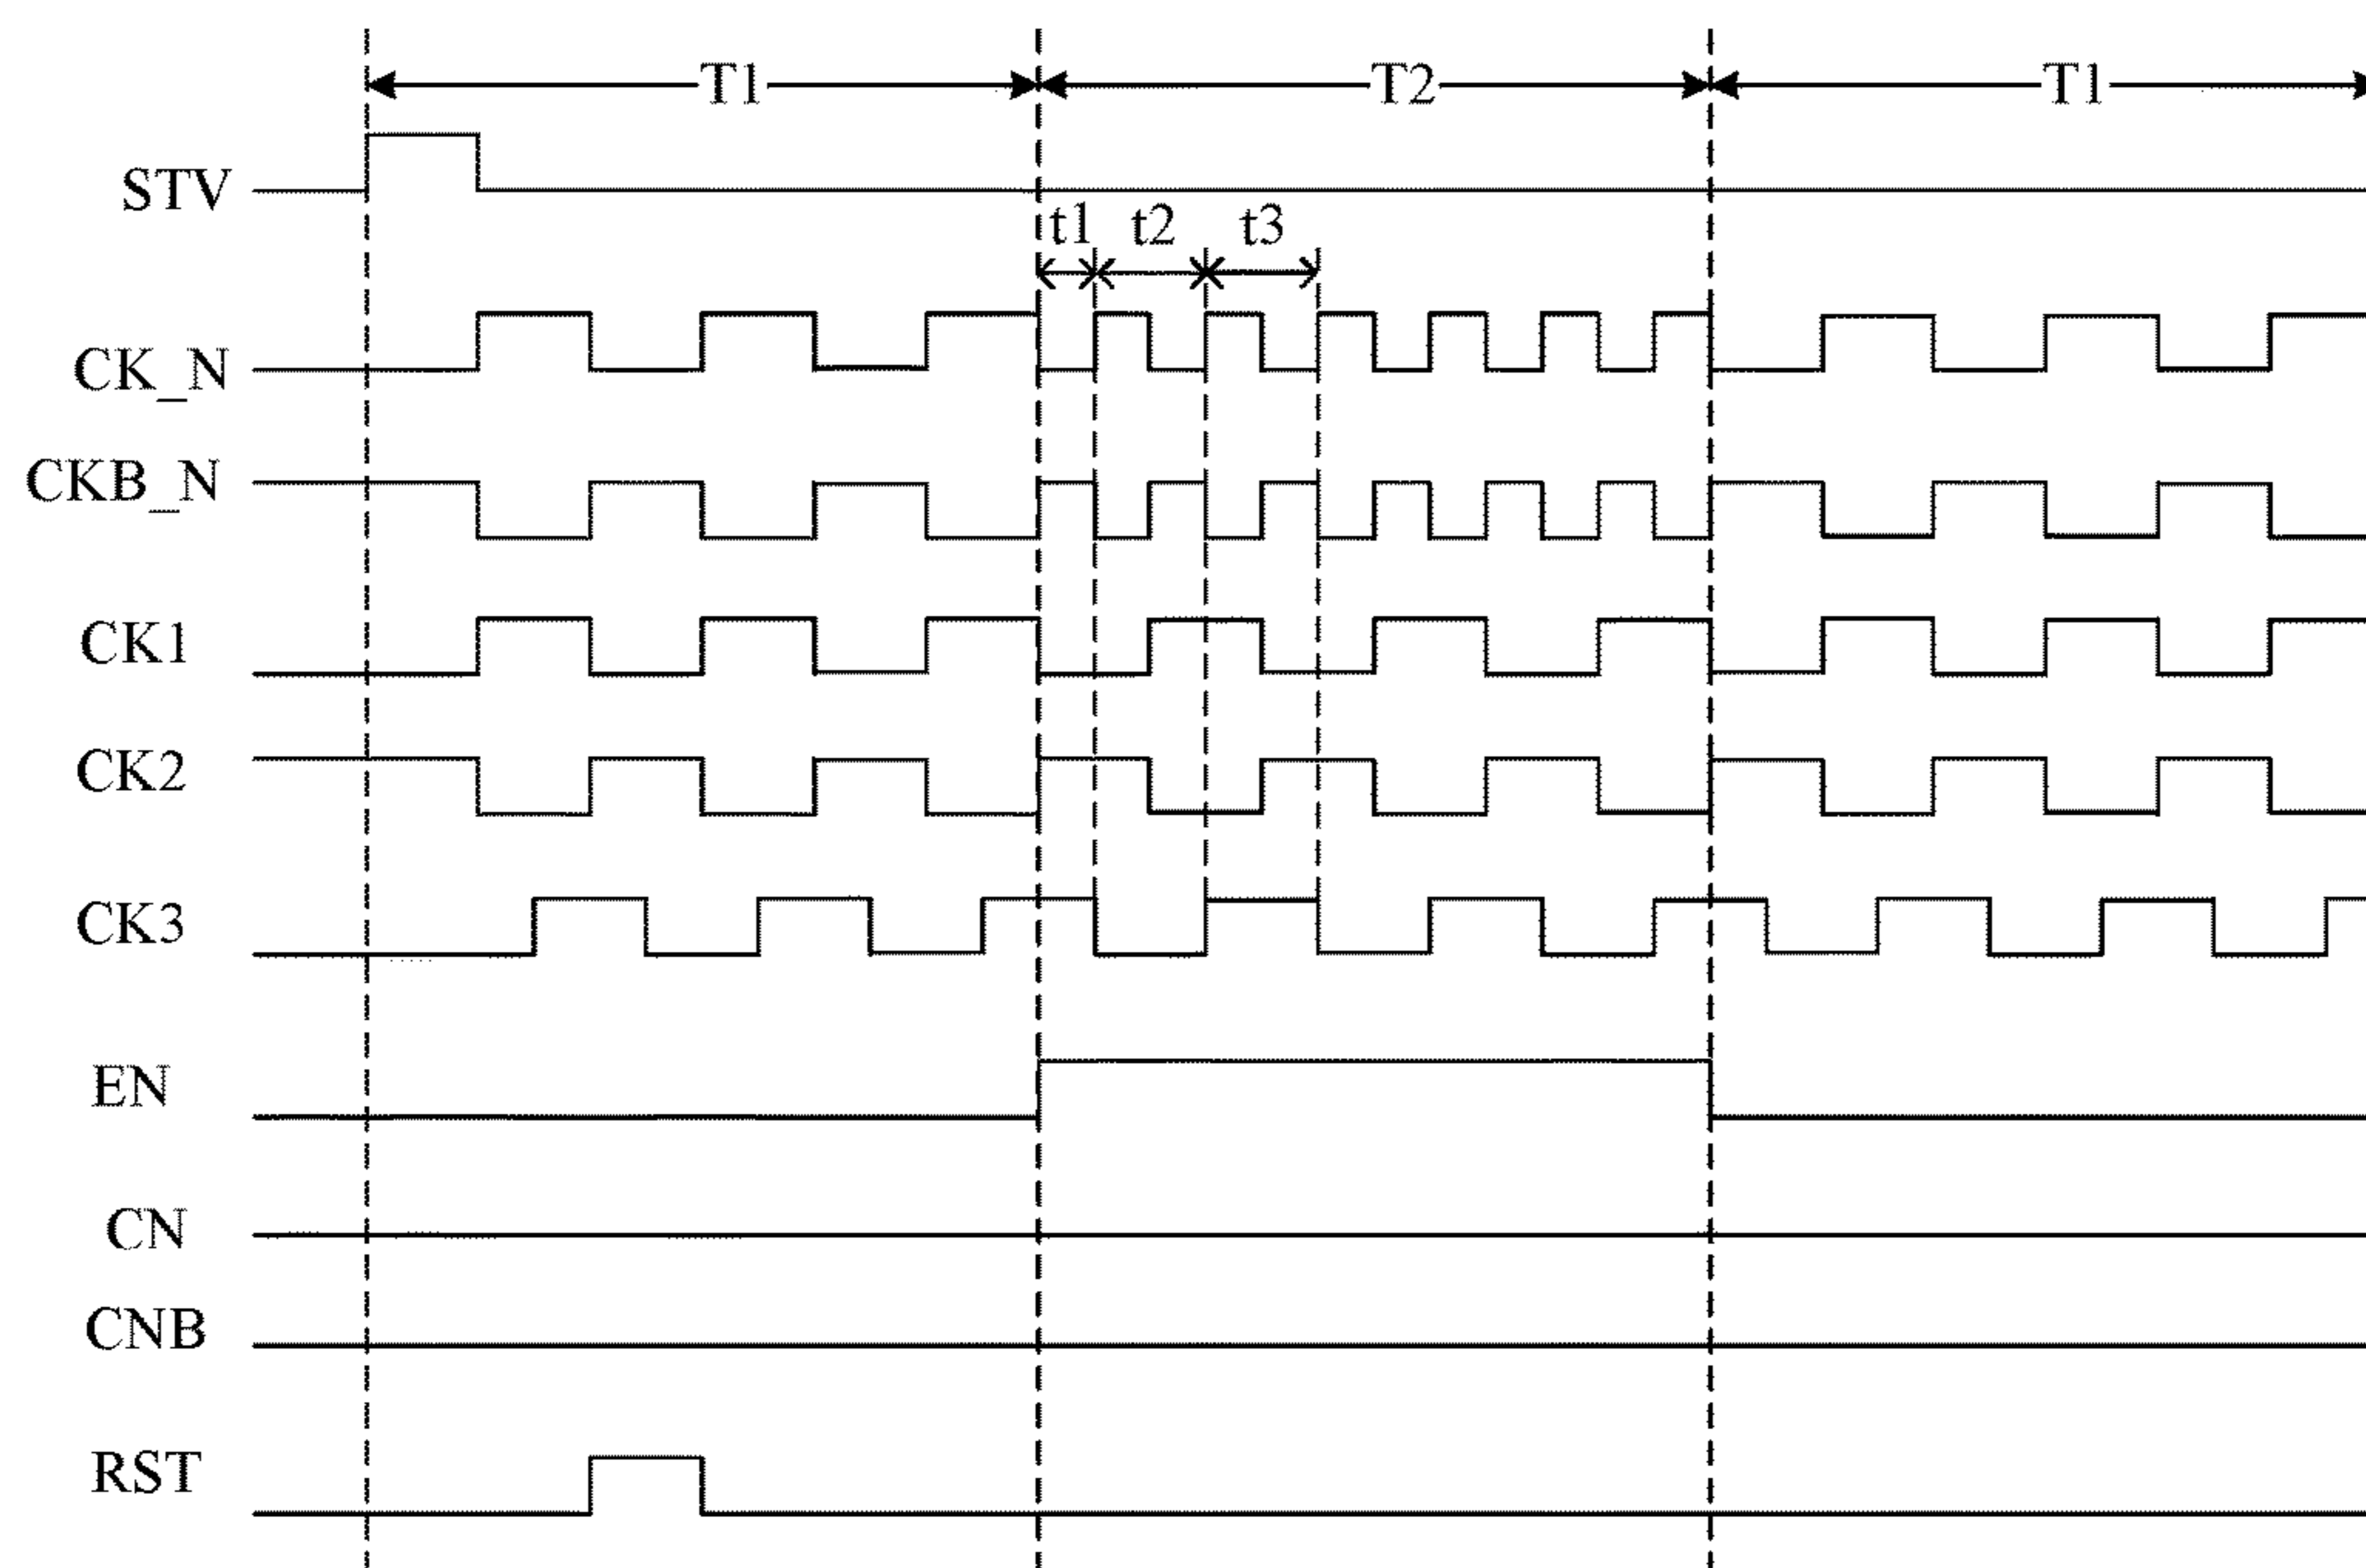 T1 T2 T1
STV
t1 t2 t3
CK_N
CKB_N
CK1
CK2
CK3
EN
CN
CNB
RST